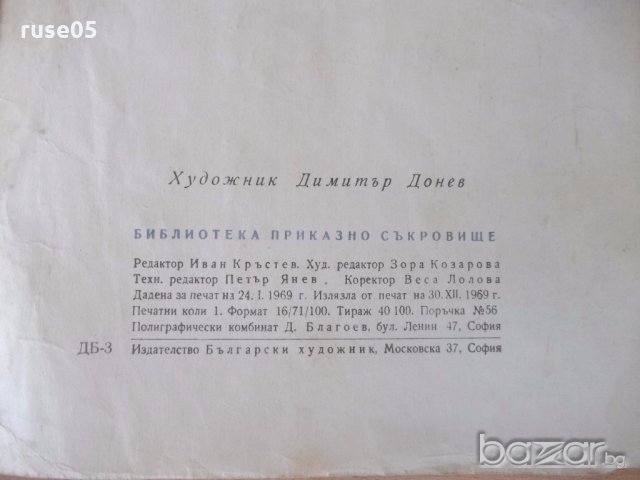 ruse05
Художник Димитър Донев
БИБЛИОТЕКА ПРИКАЗНО СЪКРОВИЩЕ
Редактор Иван Кръстев. Худ. редактор Зора Козарова
Техн. редактор Петър Янев. Коректор Веса Лолова
Дадена за печат на 24. I. 1969 г. Излязла от печат на 30. XII. 1969 г.
Печатни коли 1. Формат 16/71/100. Тираж 40 100. Поръчка №56
Полиграфически комбинат Д. Благоев, бул. Ленин 47, София
ДБ-3 Издателство Български художник, Московска 37, София
bazar.bg